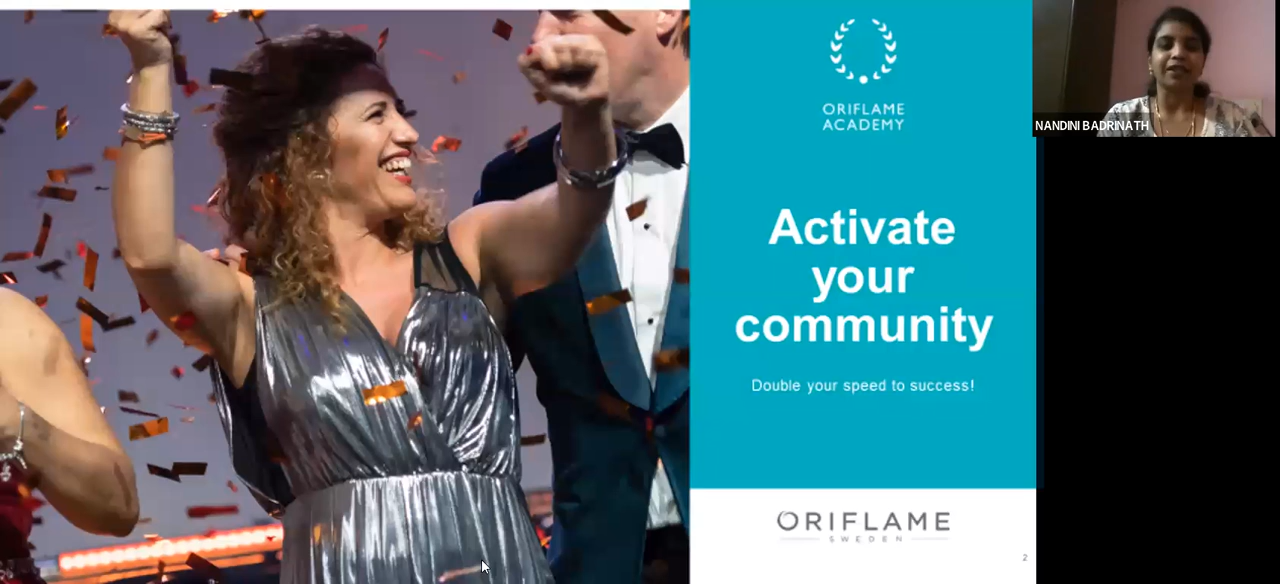 ORIFLAME
ACADEMY
NANDINI BADRINATH
Activate
your
community
Double your speed to success!
ORIFLAME
SWEDEN
2